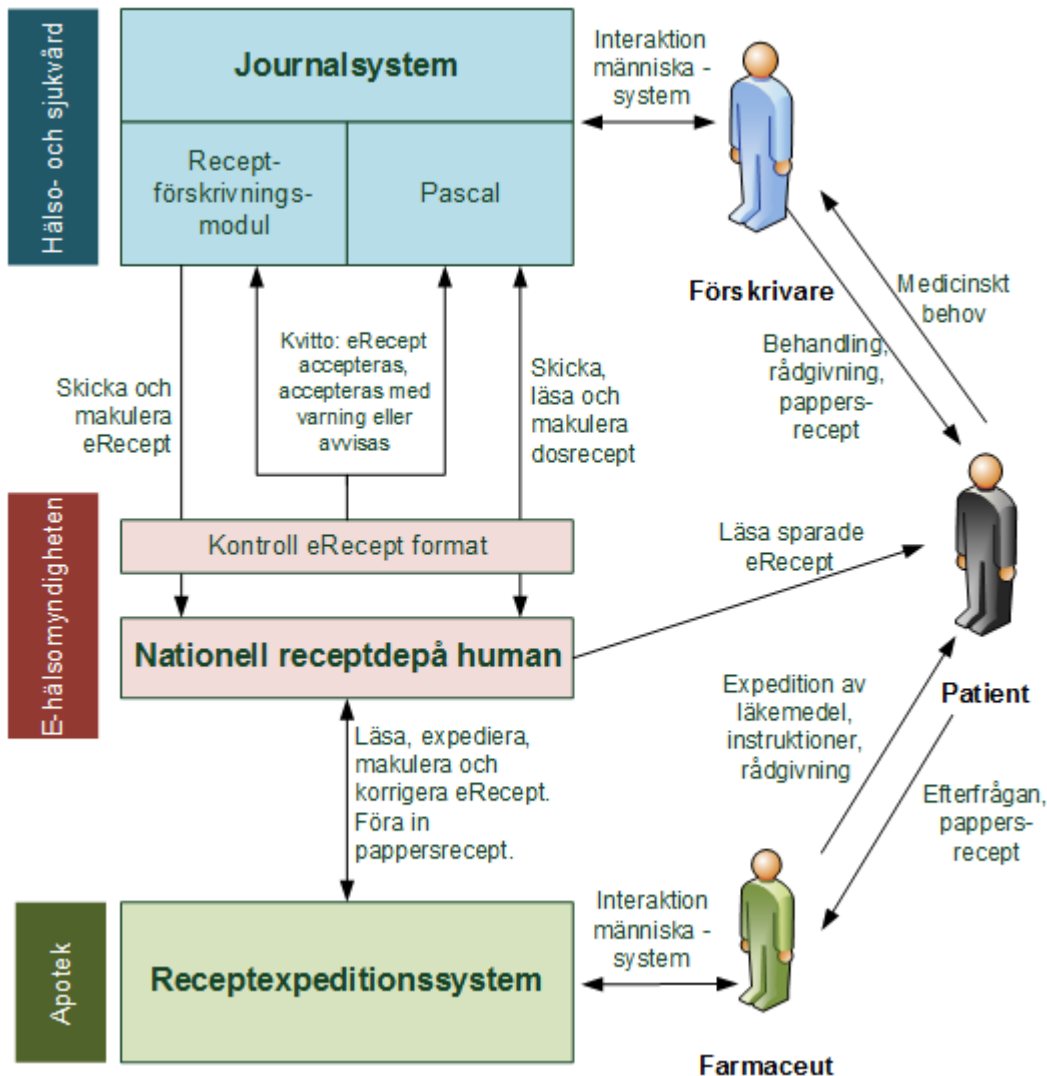 Hälso- och sjukvård
Journalsystem
Recept-
förskrivnings-
modul
Pascal
Interaktion
människa -
system
Förskrivare
Medicinskt
behov
Behandling,
rådgivning,
pappers-
recept
Skicka och
makulera
eRecept
Kvitto: eRecept
accepteras,
accepteras med
varning eller
avvisas
Skicka,
läsa och
makulera
dosrecept
E-hälsomyndigheten
Kontroll eRecept format
Nationell receptdepå human
Läsa sparade
eRecept
Patient
Läsa, expediera,
makulera och
korrigera eRecept.
Föra in
pappersrecept.
Expedition av
läkemedel,
instruktioner,
rådgivning
Efterfrågan,
pappers-
recept
Apotek
Receptexpeditionssystem
Interaktion
människa -
system
Farmaceut